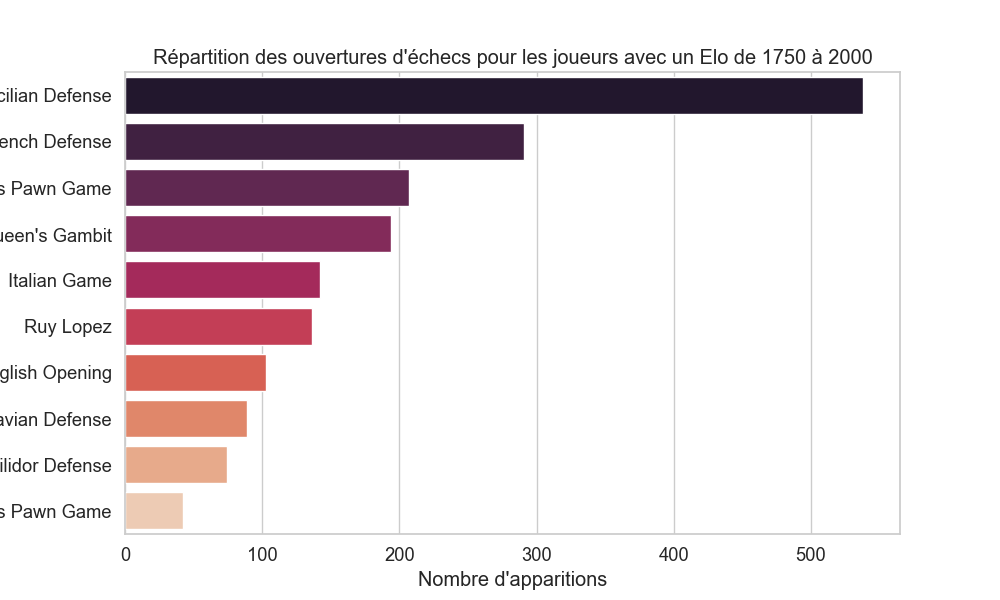 Répartition des ouvertures d'échecs pour les joueurs avec un Elo de 1750 à 2000
cilian Defense
ench Defense
s Pawn Game
ueen's Gambit
Italian Game
Ruy Lopez
glish Opening
avian Defense
ilidor Defense
s Pawn Game
0 100 200 300 400 500
Nombre d'apparitions